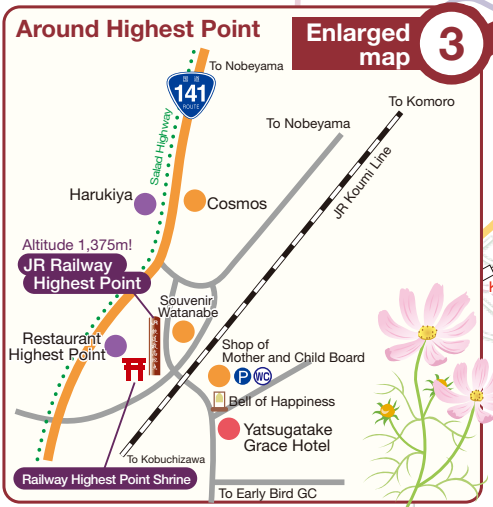 Around Highest Point
Enlarged
map
3
To Nobeyama
国道
141
ROUTE
To Komoro
To Nobeyama
Salad Highway
JR Koumi Line
Harukiya
Cosmos
Altitude 1,375m!
JR Railway
Highest Point
Souvenir
Watanabe
Restaurant
Highest Point
Shop of
Mother and Child Board
P
WC
Bell of Happiness
Yatsugatake
Grace Hotel
To Kobuchizawa
Railway Highest Point Shrine
To Early Bird GC